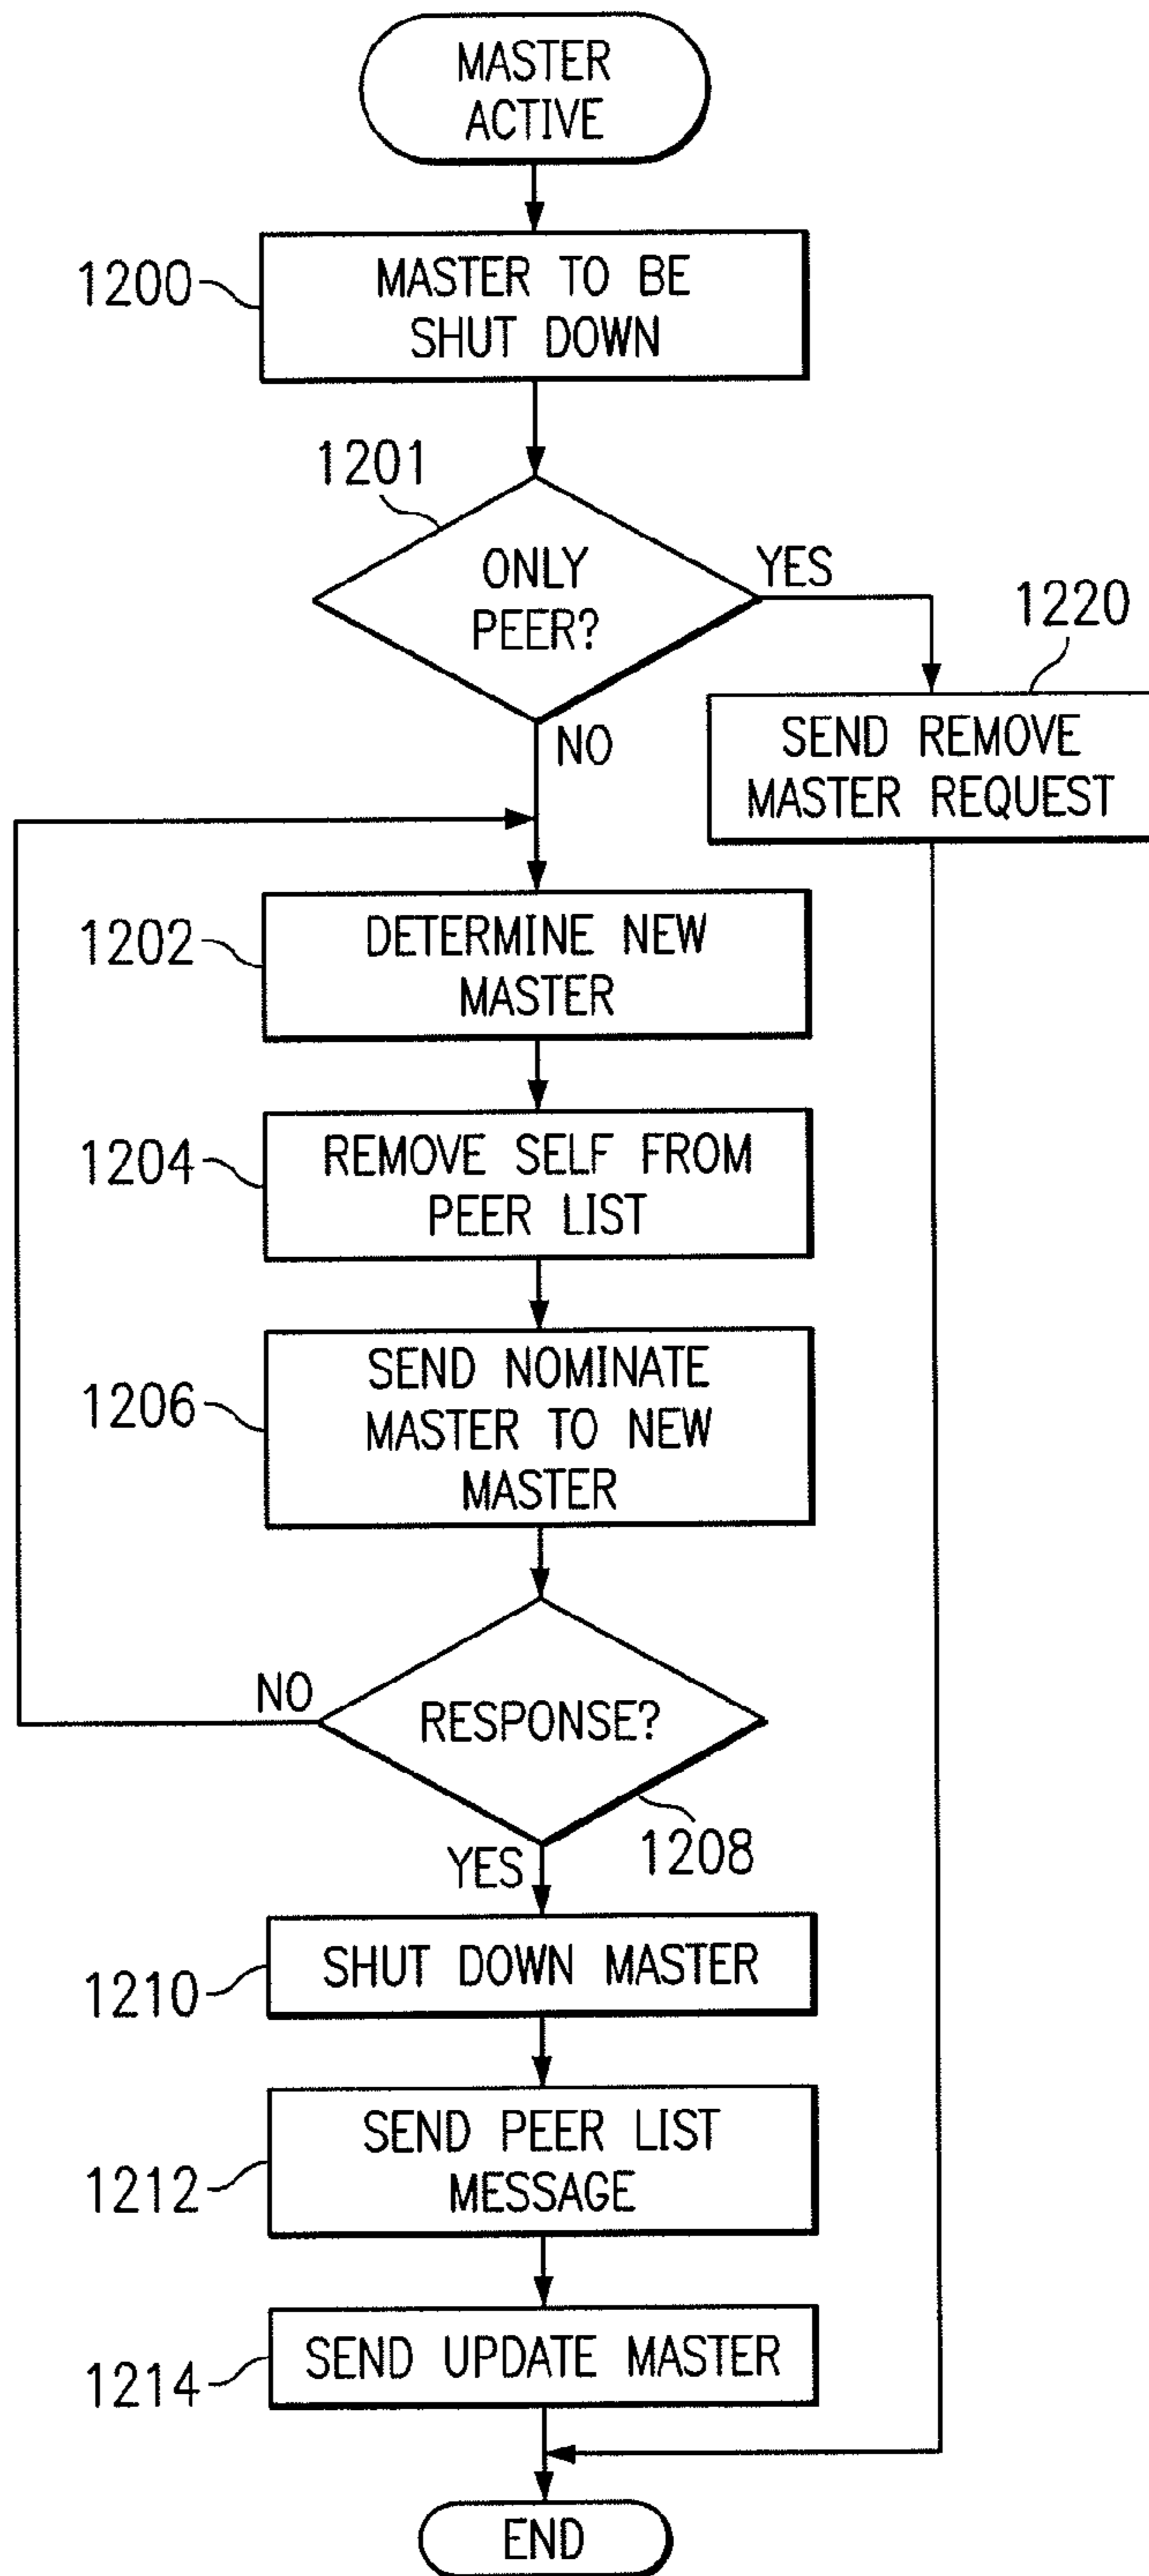 MASTER
ACTIVE
1200
MASTER TO BE
SHUT DOWN
1201
ONLY
PEER?
YES
NO
1220
SEND REMOVE
MASTER REQUEST
1202
DETERMINE NEW
MASTER
1204
REMOVE SELF FROM
PEER LIST
1206
SEND NOMINATE
MASTER TO NEW
MASTER
NO
RESPONSE?
1208
YES
1210
SHUT DOWN MASTER
1212
SEND PEER LIST
MESSAGE
1214
SEND UPDATE MASTER
END